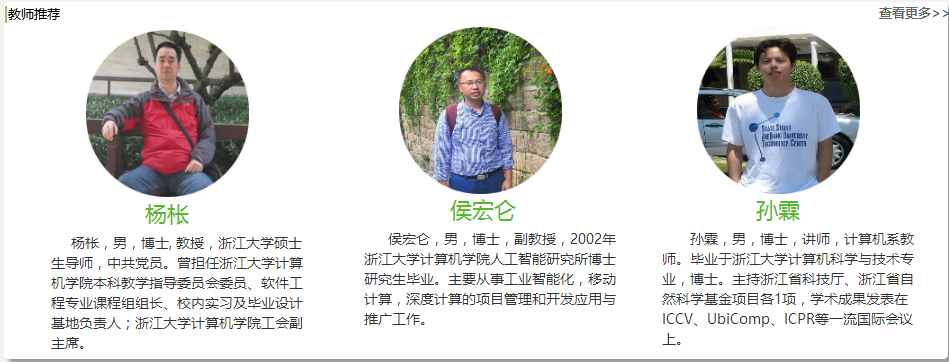 教师推荐
查看更多>>
杨枨
杨枨，男，博士, 教授，浙江大学硕士
生导师，中共党员。曾担任浙江大学计算
机学院本科教学指导委员会委员、软件工
程专业课程组组长、校内实习及毕业设计
基地负责人；浙江大学计算机学院工会副
主席。
侯宏仑
侯宏仑，男，博士，副教授，2002年
浙江大学计算机学院人工智能研究所博士
研究生毕业。主要从事工业智能化，移动
计算，深度计算的项目管理和开发应用与
推广工作。
孙霖
孙霖，男，博士，讲师，计算机系教
师。毕业于浙江大学计算机科学与技术专
业，博士。主持浙江省科技厅、浙江省自
然科学基金项目各1项，学术成果发表在
ICCV、UbiComp、ICPR等一流国际会议
上。